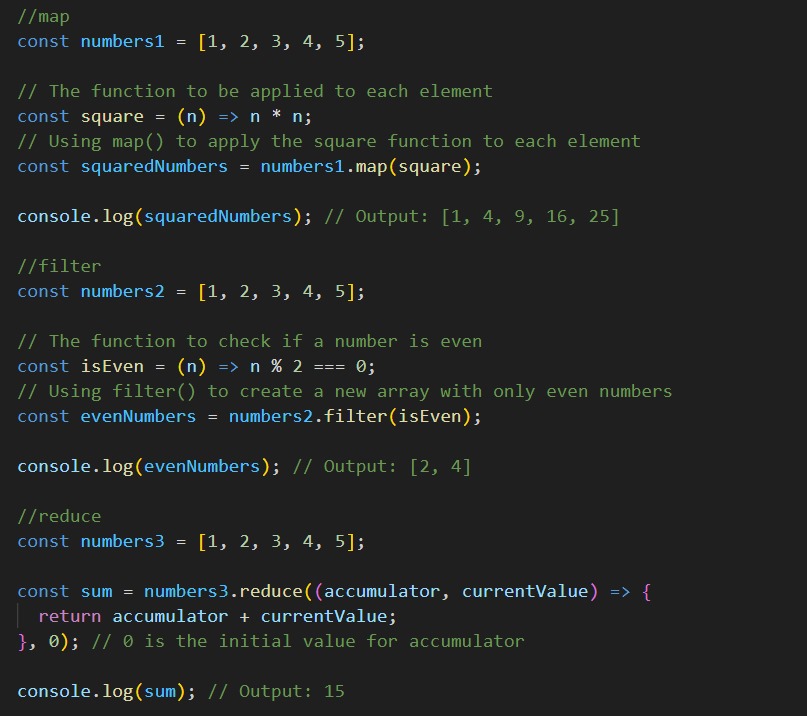 //map
const numbers1 = [1, 2, 3, 4, 5];
// The function to be applied to each element
const square = (n) => n * n;
// Using map() to apply the square function to each element
const squaredNumbers = numbers1.map(square);
console.log(squaredNumbers); // Output: [1, 4, 9, 16, 25]
//filter
const numbers2 = [1, 2, 3, 4, 5];
// The function to check if a number is even
const isEven = (n) => n % 2 === 0;
// Using filter() to create a new array with only even numbers
const evenNumbers = numbers2.filter(isEven);
console.log(evenNumbers); // Output: [2, 4]
//reduce
const numbers3 = [1, 2, 3, 4, 5];
const sum = numbers3.reduce((accumulator, currentValue) => {
  return accumulator + currentValue;
}, 0); // 0 is the initial value for accumulator
console.log(sum); // Output: 15